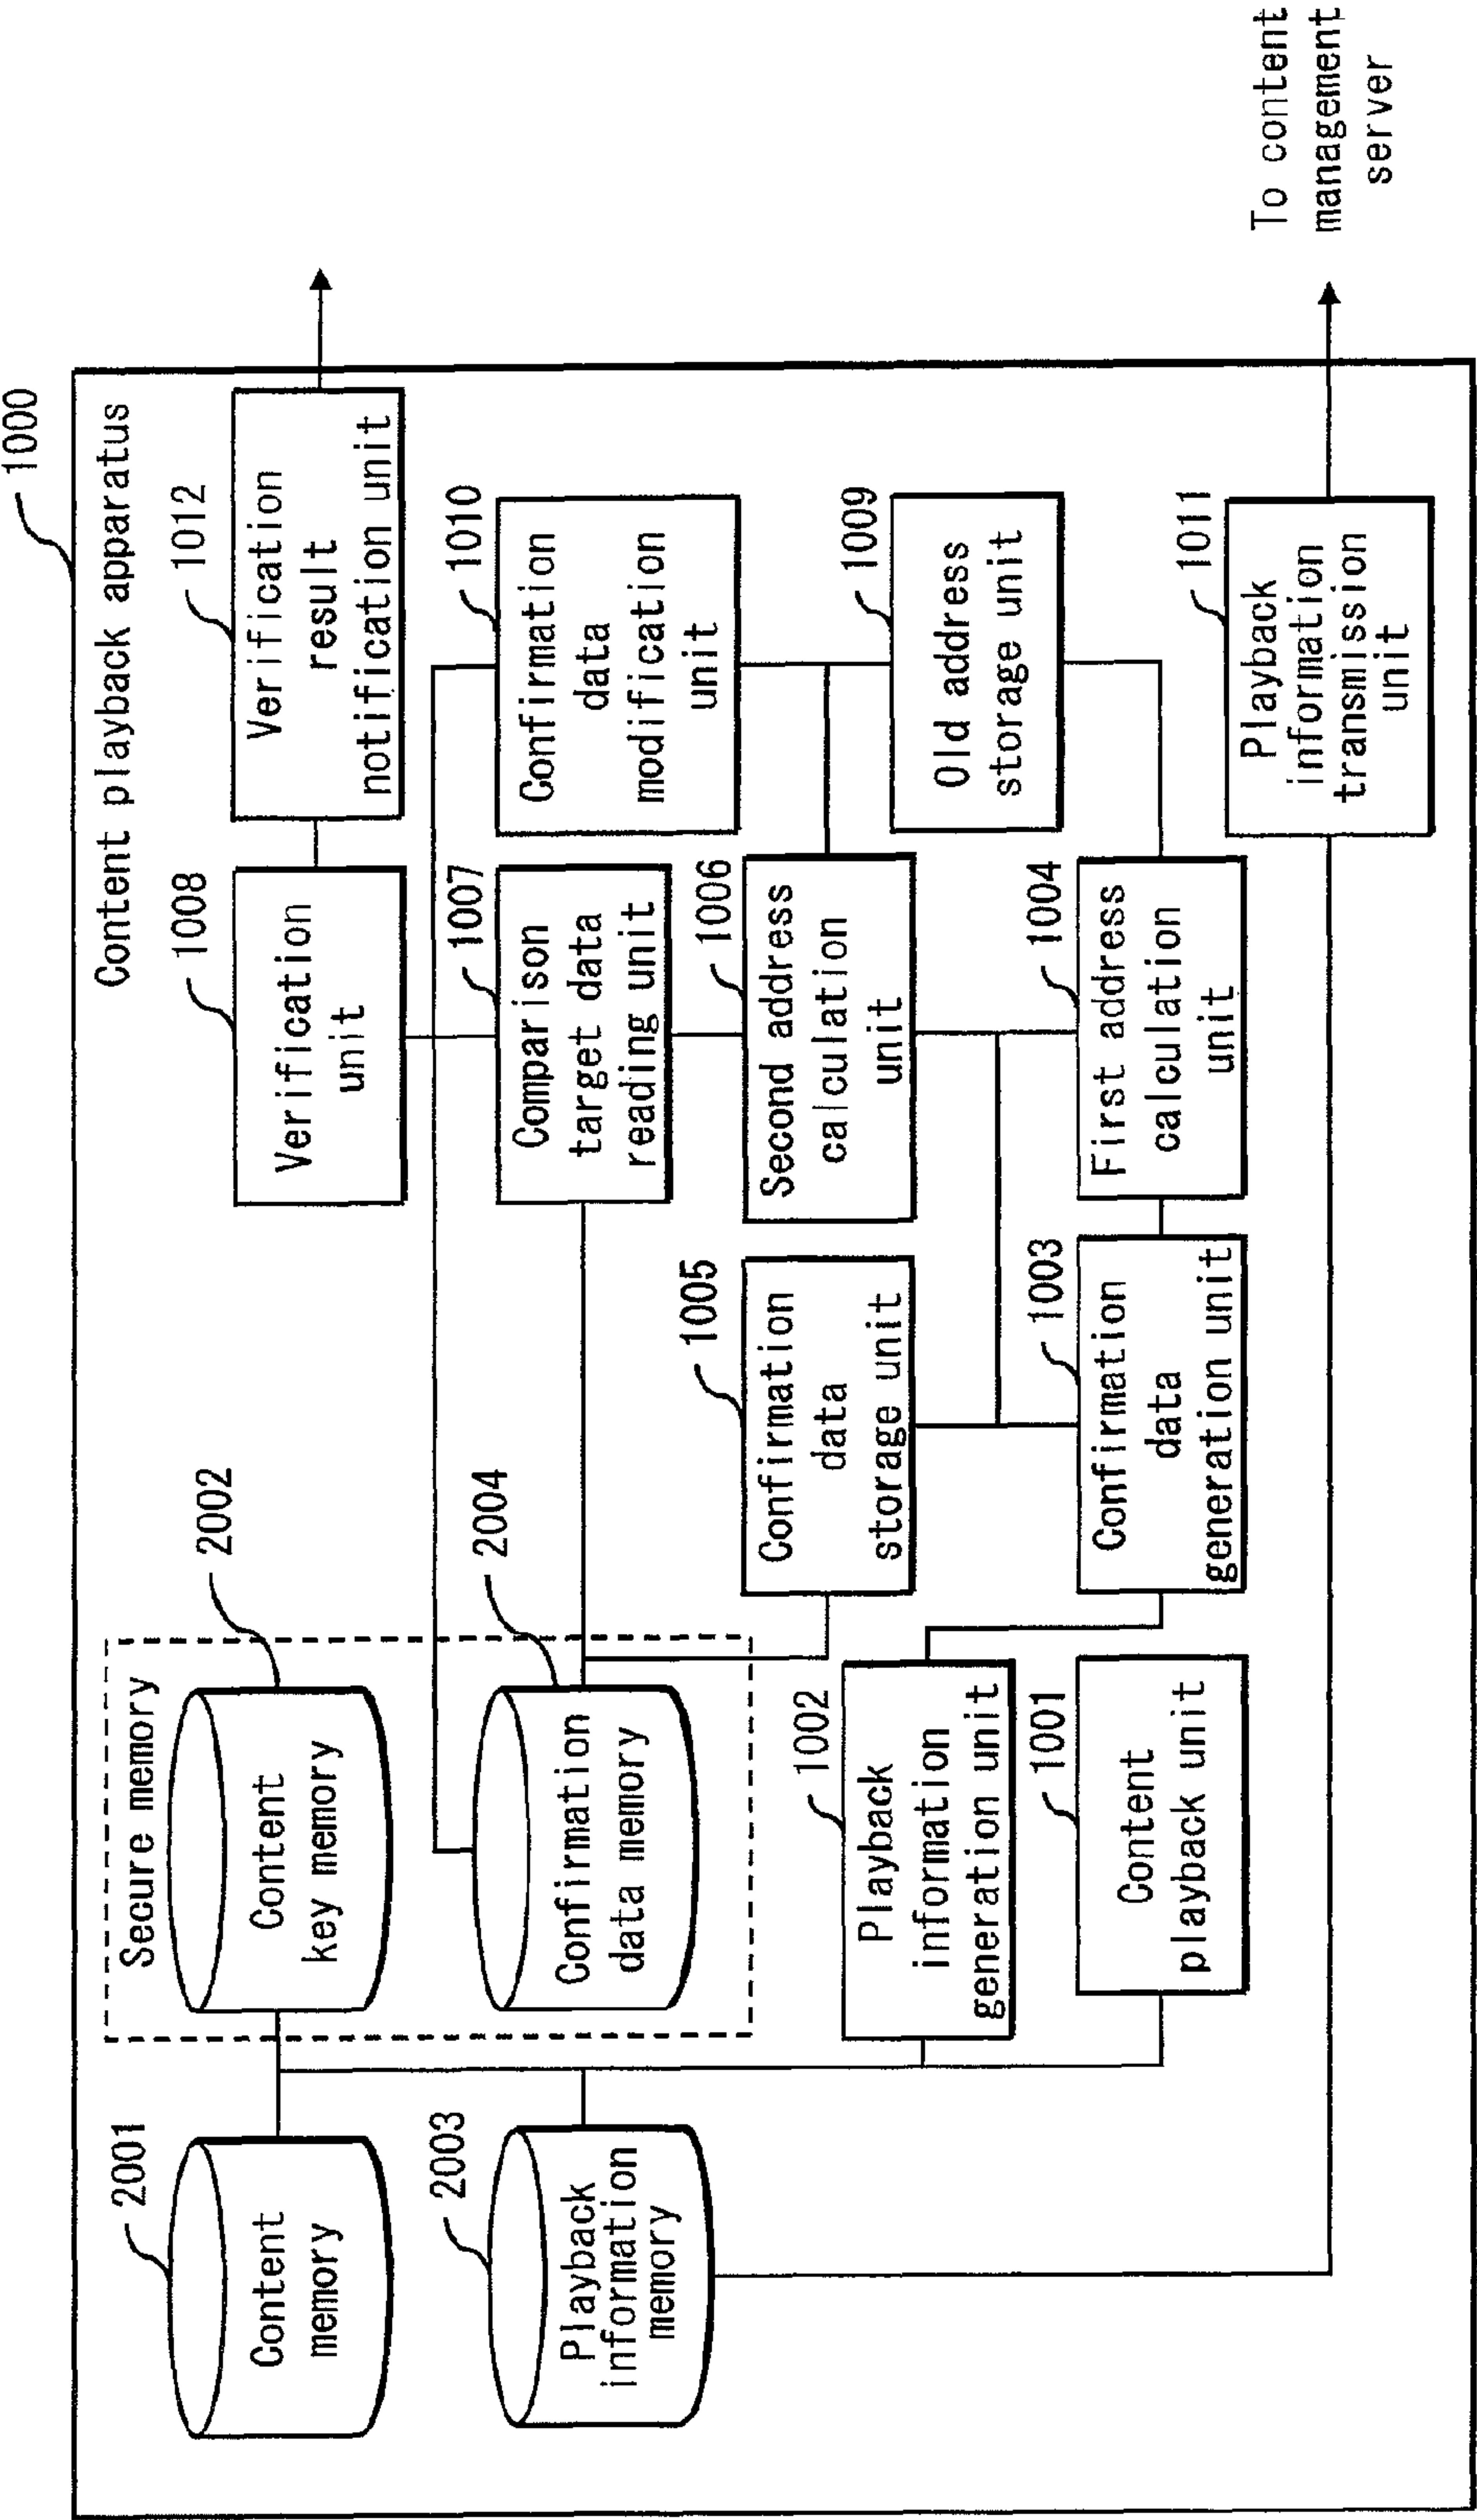 1000
Content playback apparatus
2001
Content
memory
Secure memory
2002
Content
key memory
1008
Verification
unit
1012
Verification
result
notification unit
2003
Playback
information
memory
2004
Confirmation
data memory
1007
Comparison
target data
reading unit
1010
Confirmation
data
modification
unit
1005
Confirmation
data
storage unit
1006
Second address
calculation
unit
1009
Old address
storage unit
1002
Playback
information
generation unit
1001
Content
playback unit
1003
Confirmation
data
generation unit
1004
First address
calculation
unit
1011
Playback
information
transmission
unit
To content
management
server